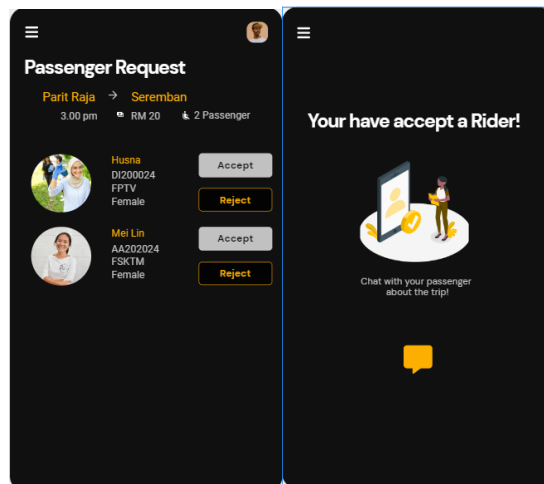 Passenger Request
Parit Raja → Seremban
3.00 pm RM 20 2 Passenger
Husna
DI200024
FPTV
Female
Accept
Reject
Mei Lin
AA202024
FSKTM
Female
Accept
Reject
Your have accept a Rider!
Chat with your passenger
about the trip!